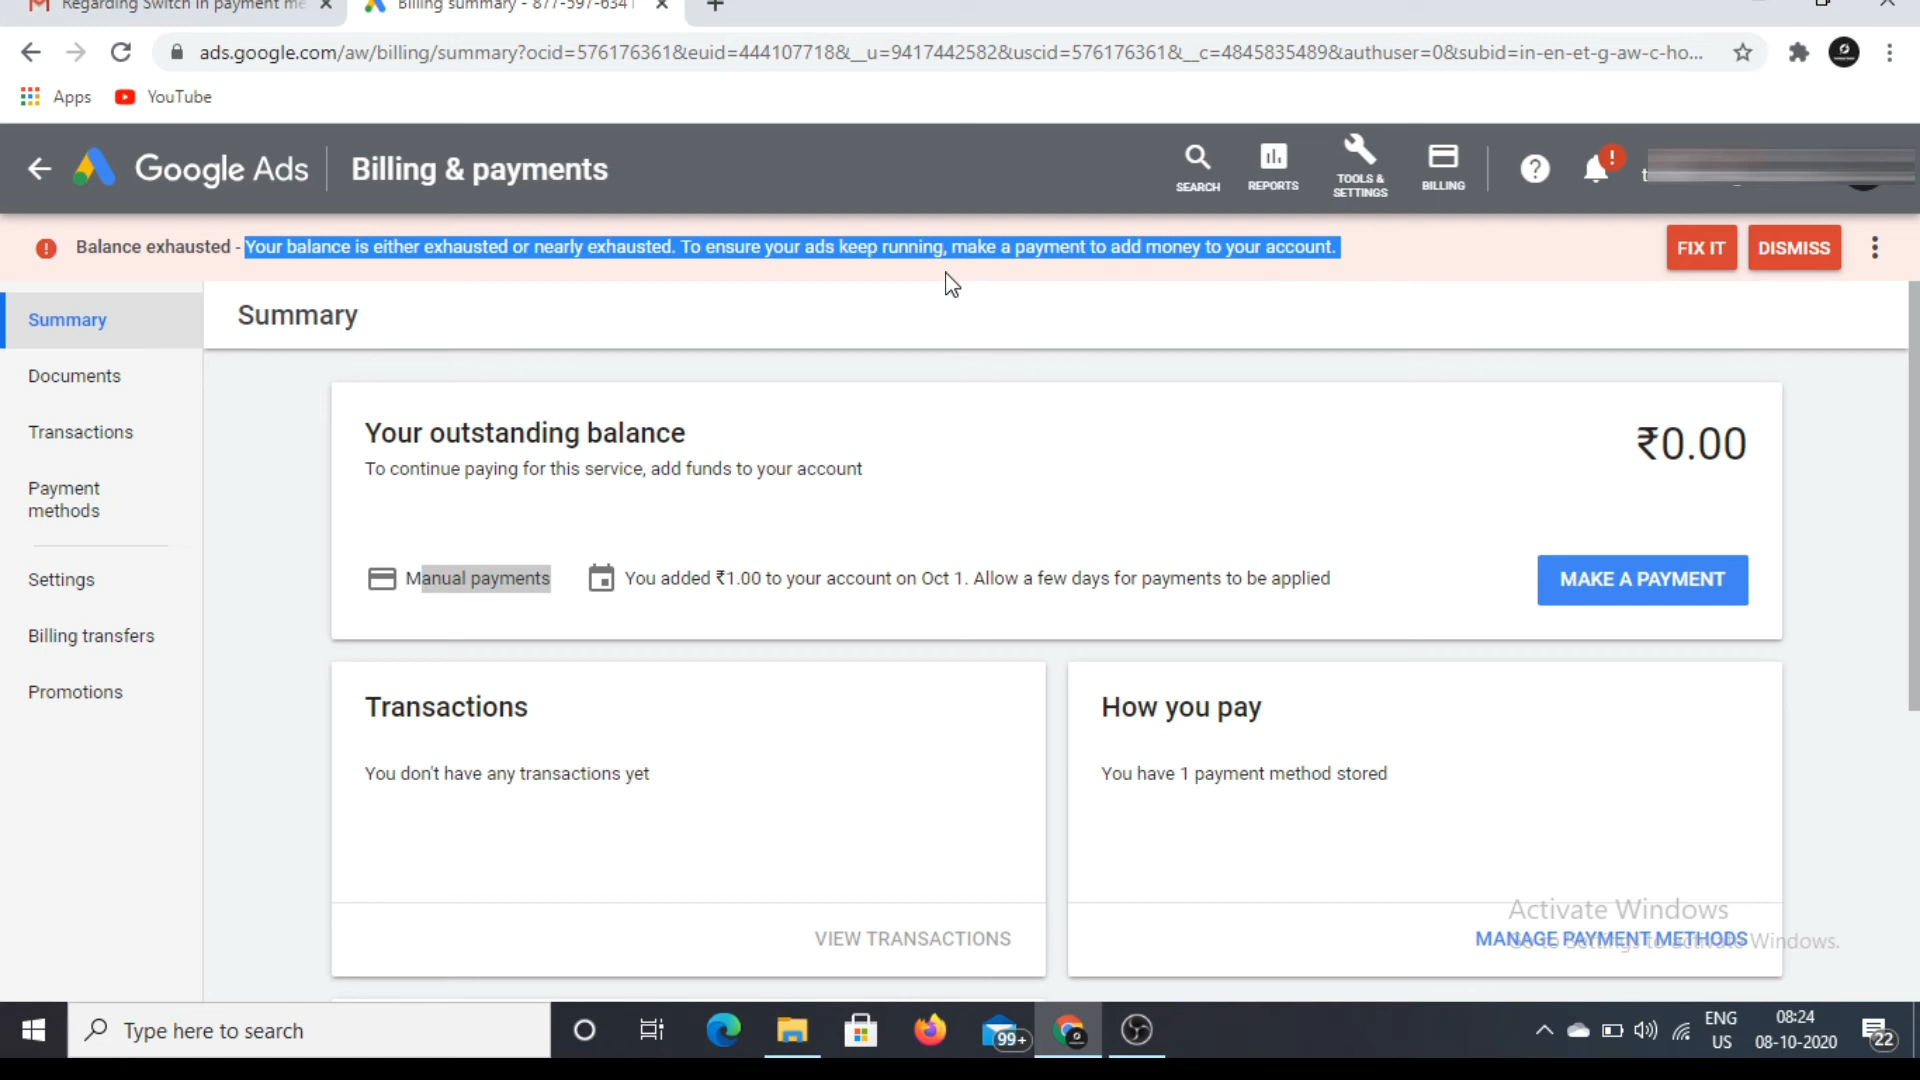 Regarding Switch in payment me
Billing summary - 877-597-6341
ads.google.com/aw/billing/summary?ocid=576176361&euid=444107718&__u=9417442582&uscid=576176361&__c=4845835489&authuser=0&subid=in-en-et-g-aw-c-ho...
Apps YouTube
Google Ads Billing & payments
SEARCH REPORTS TOOLS & SETTINGS BILLING
Balance exhausted - Your balance is either exhausted or nearly exhausted. To ensure your ads keep running, make a payment to add money to your account.
FIX IT DISMISS
Summary
Documents
Transactions
Payment
methods
Settings
Billing transfers
Promotions
Summary
Your outstanding balance
₹0.00
To continue paying for this service, add funds to your account
Manual payments
You added ₹1.00 to your account on Oct 1. Allow a few days for payments to be applied
MAKE A PAYMENT
Transactions
You don't have any transactions yet
VIEW TRANSACTIONS
How you pay
You have 1 payment method stored
MANAGE PAYMENT METHODS
Activate Windows
Go to Settings to activate Windows.
Type here to search
99+
ENG
US
08:24
08-10-2020
22